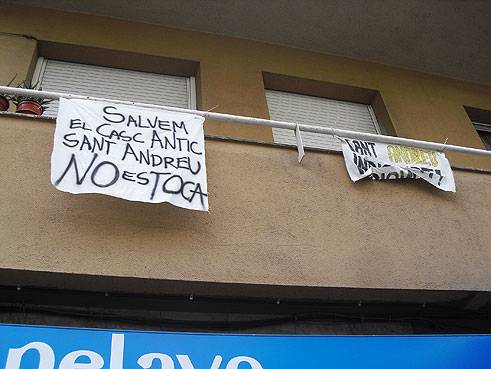 SALVEM
EL CASC ANTIC
SANT ANDREU
NO ES TOCA
SANT ANDREU
pelayo